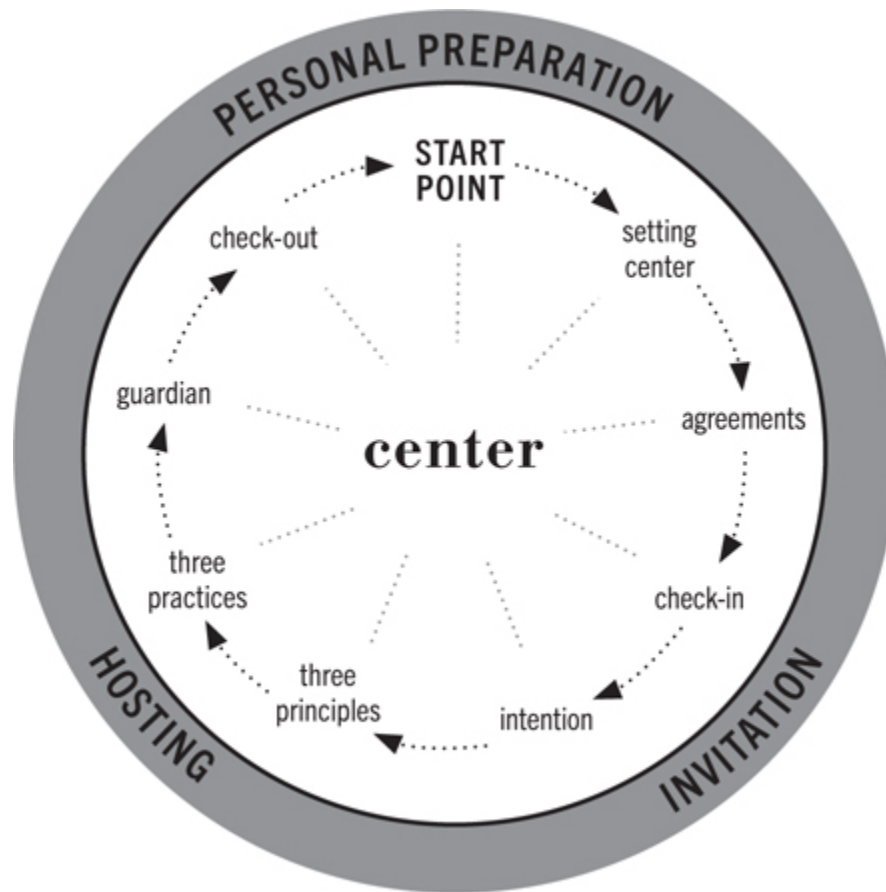 PERSONAL PREPARATION
START
POINT
setting
center
agreements
check-in
intention
three
principles
three
practices
guardian
check-out
center
INVITATION
HOSTING